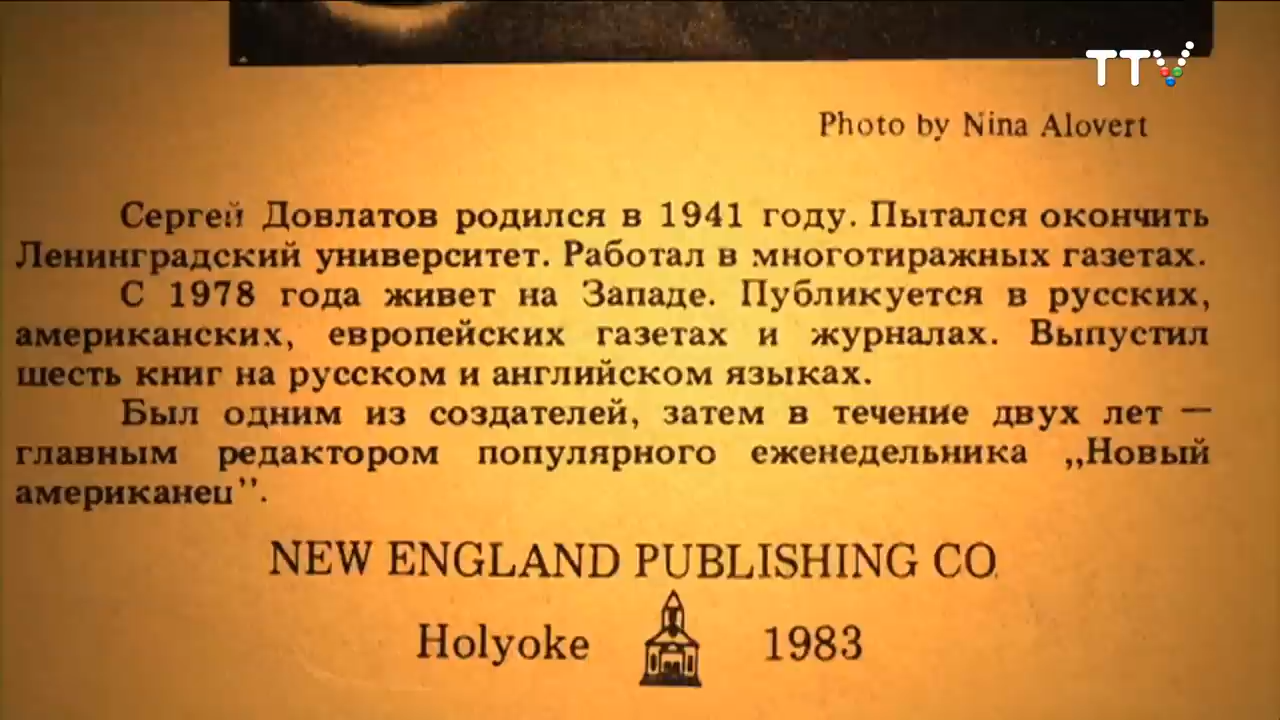 TTV
Photo by Nina Alovert
Сергей Довлатов родился в 1941 году. Пытался окончить
Ленинградский университет. Работал в многотиражных газетах.
С 1978 года живет на Западе. Публикуется в русских,
американских, европейских газетах и журналах. Выпустил
шесть книг на русском и английском языках.
Был одним из создателей, затем в течение двух лет —
главным редактором популярного еженедельника „Новый
американец”.
NEW ENGLAND PUBLISHING CO.
Holyoke 1983